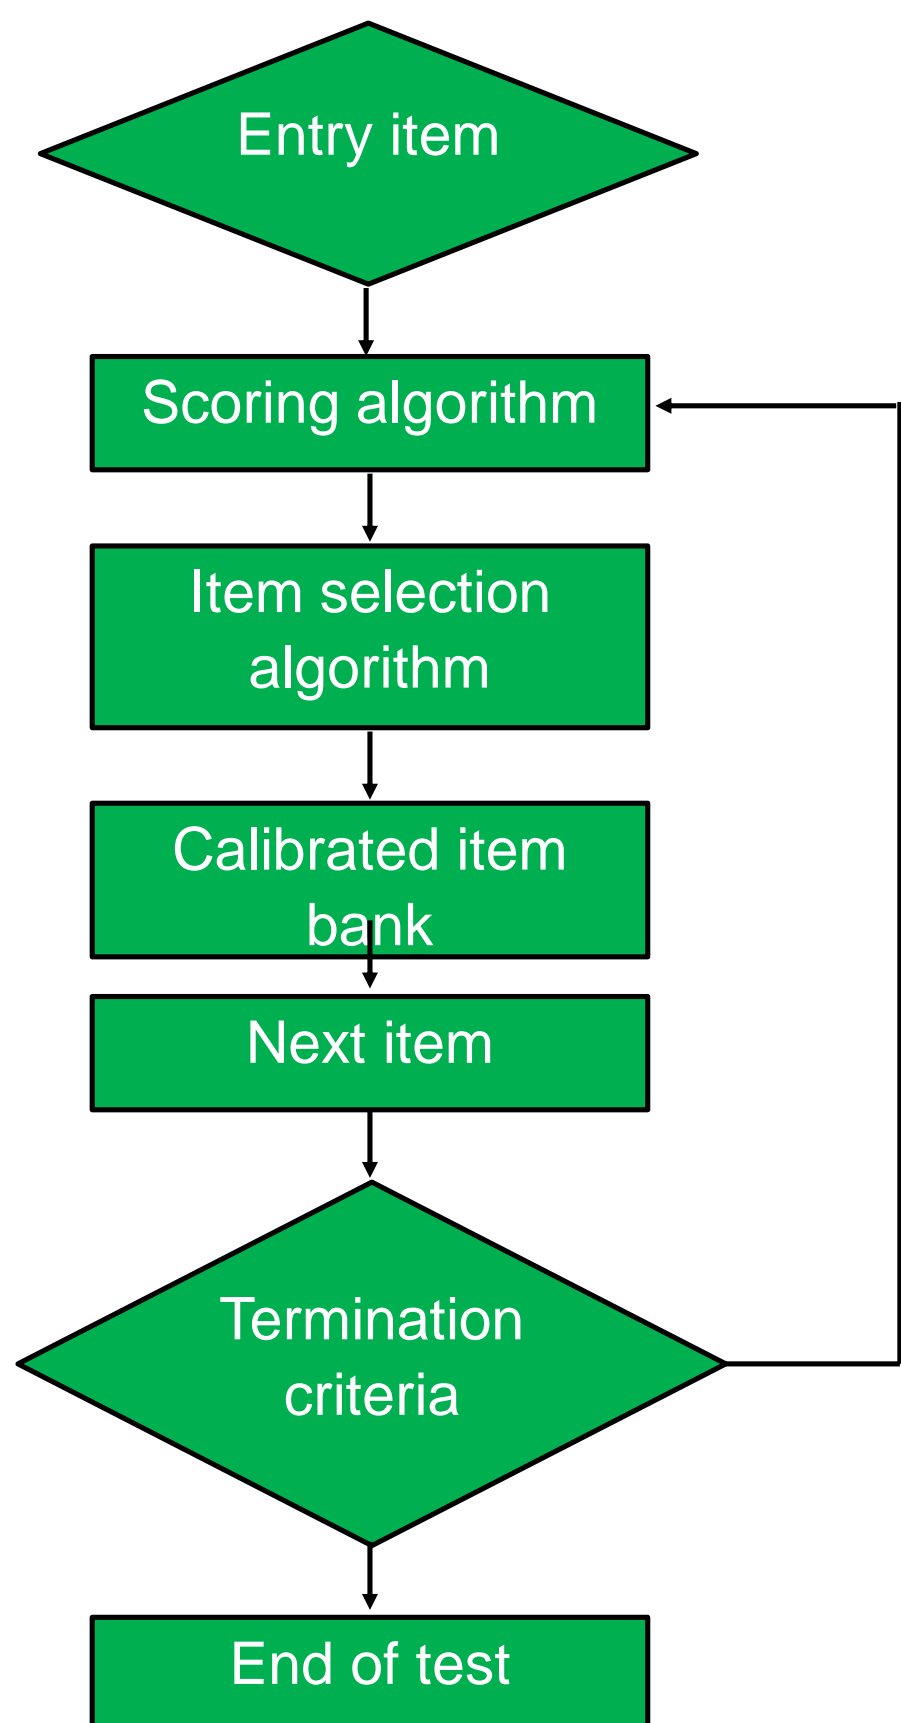 Entry item
Scoring algorithm
Item selection
algorithm
Calibrated item
bank
Next item
Termination
criteria
End of test